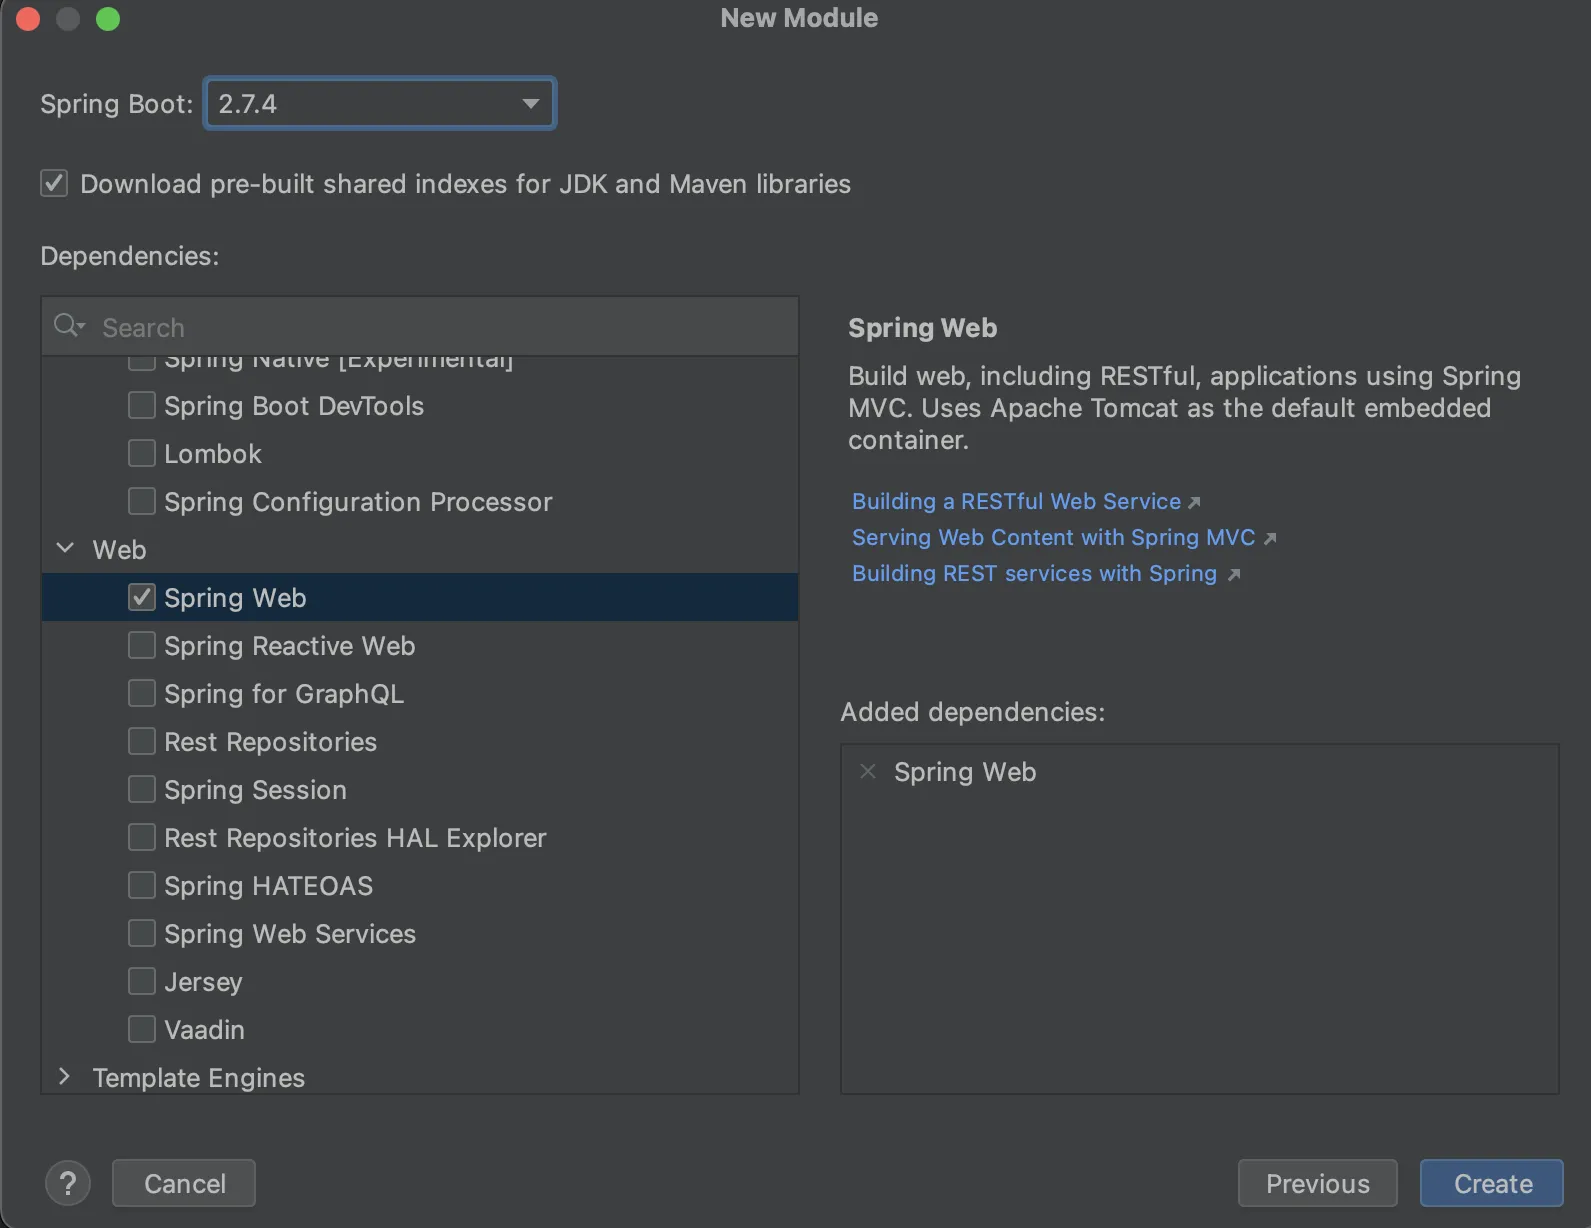 New Module
Spring Boot: 2.7.4
Download pre-built shared indexes for JDK and Maven libraries
Dependencies:
Search
Spring Native [Experimental]
Spring Boot DevTools
Lombok
Spring Configuration Processor
Web
Spring Web
Spring Reactive Web
Spring for GraphQL
Rest Repositories
Spring Session
Rest Repositories HAL Explorer
Spring HATEOAS
Spring Web Services
Jersey
Vaadin
Template Engines
Spring Web
Build web, including RESTful, applications using Spring
MVC. Uses Apache Tomcat as the default embedded
container.
Building a RESTful Web Service
Serving Web Content with Spring MVC
Building REST services with Spring
Added dependencies:
Spring Web
?
Cancel
Previous
Create